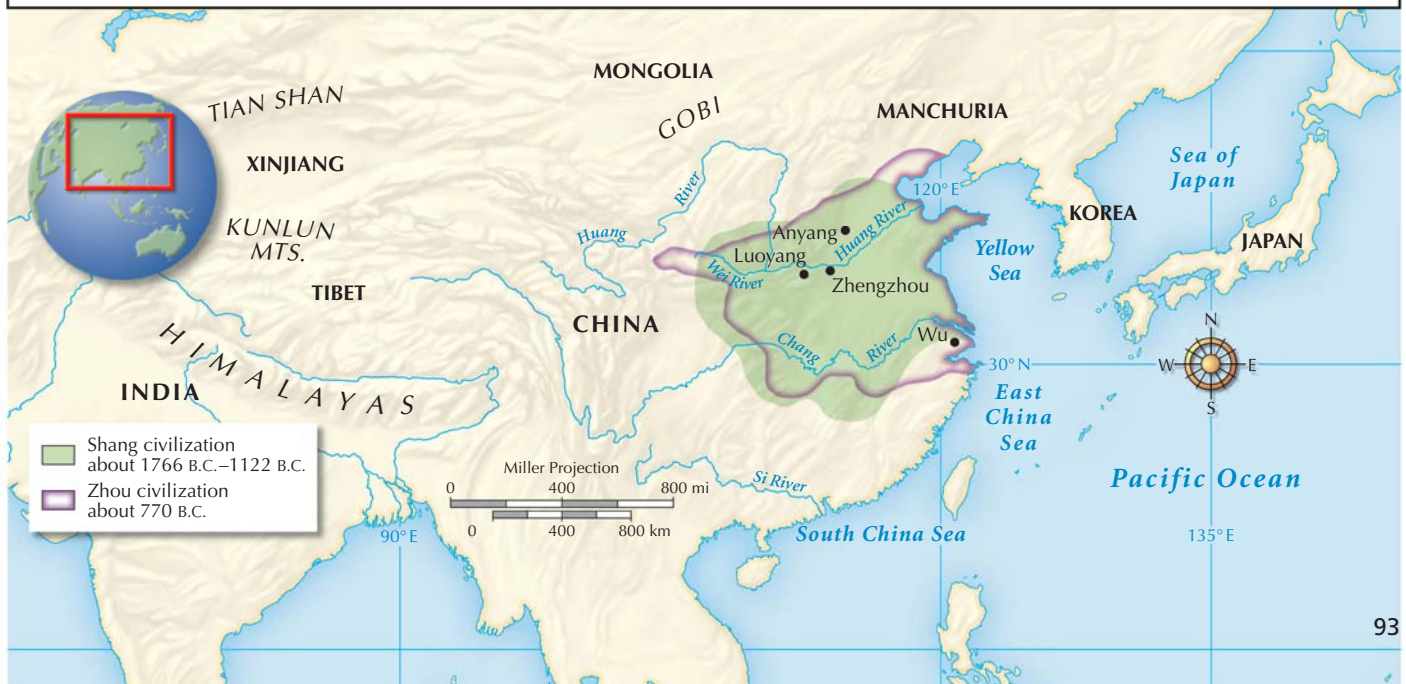 MONGOLIA
TIAN SHAN
GOBI
MANCHURIA
Sea of
Japan
XINJIANG
River
120° E
KOREA
KUNLUN
MTS.
Huang
Anyang
Huang River
JAPAN
Luoyang
Yellow
Sea
Wei River
Zhengzhou
TIBET
CHINA
N
HIMALAYAS
Chang
River
Wu
30° N
W
E
INDIA
East
China
Sea
S
Shang civilization
about 1766 B.C.–1122 B.C.
Zhou civilization
about 770 B.C.
Miller Projection
0 400 800 mi
0 400 800 km
Si River
Pacific Ocean
90° E
South China Sea
135° E
93